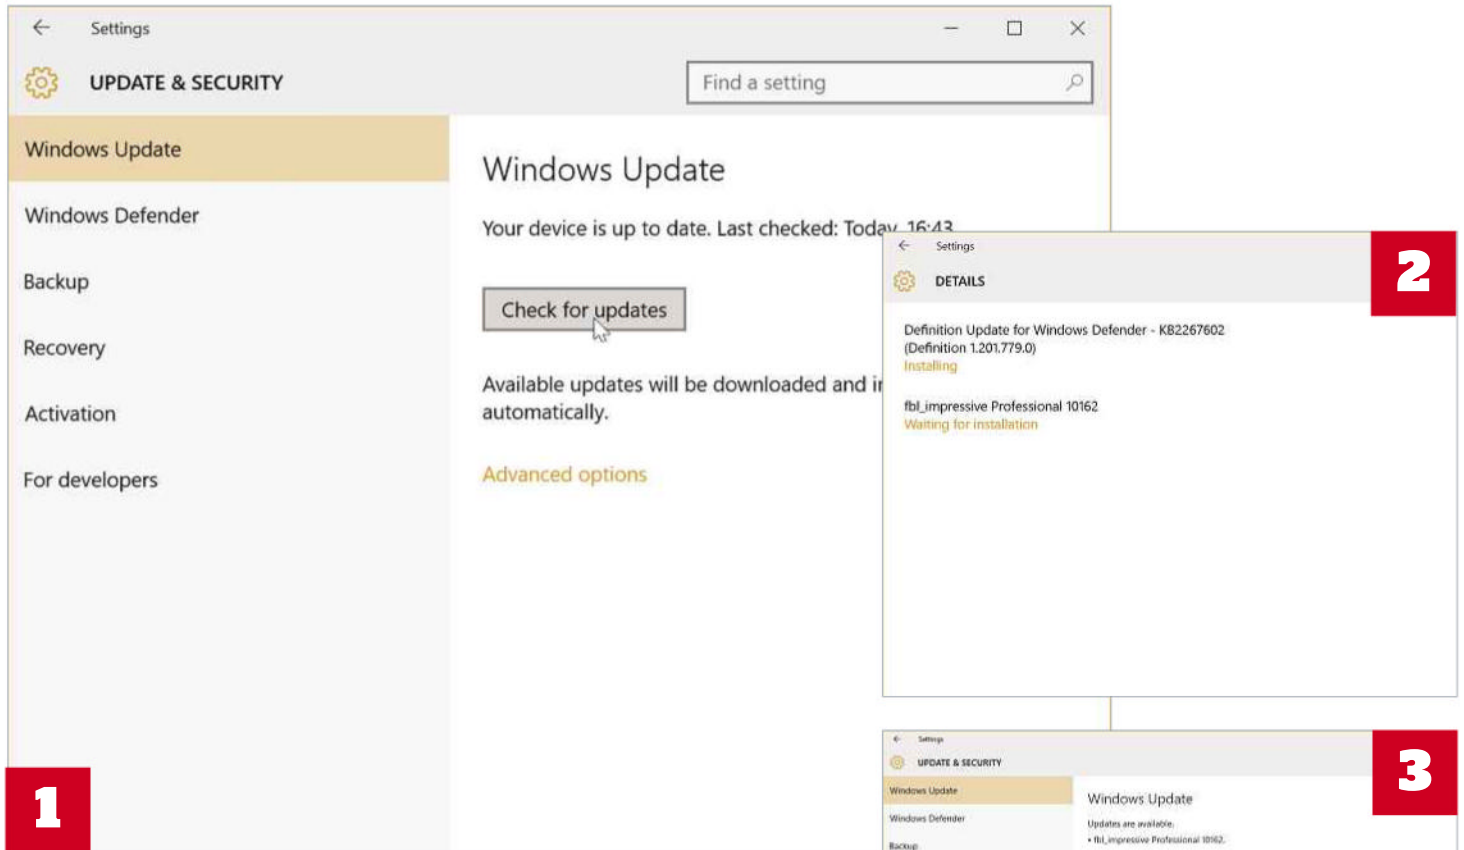 Settings
UPDATE & SECURITY
Find a setting
Windows Update
Windows Defender
Backup
Recovery
Activation
For developers
Windows Update
Your device is up to date. Last checked: Today, 16:43
Check for updates
Available updates will be downloaded and in
automatically.
Advanced options
1
Settings
2
DETAILS
Definition Update for Windows Defender - KB2267602
(Definition 1.201.779.0)
Installing
fbl_impressive Professional 10162
Waiting for installation
Settings
3
UPDATE & SECURITY
Windows Update
Windows Defender
Backup
Windows Update
Updates are available.
• fbl_impressive Professional 10162.